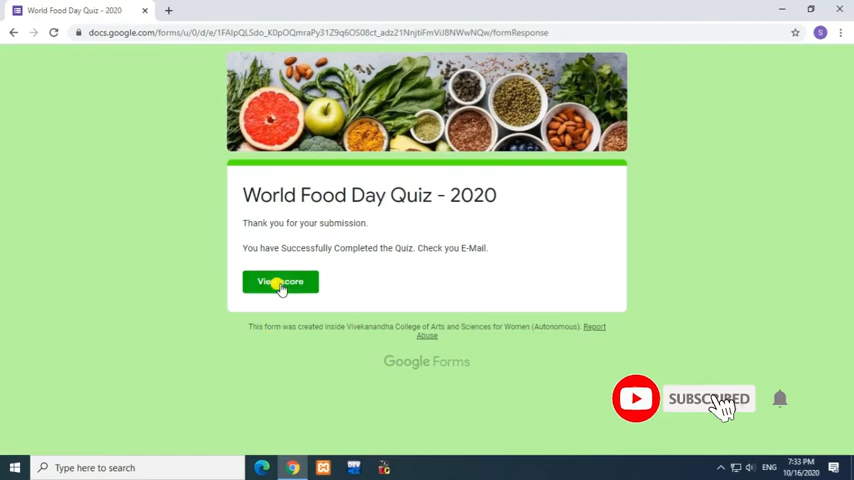 World Food Day Quiz - 2020
docs.google.com/forms/u/0/d/e/
World Food Day Quiz - 2020
Thank you for your submission.
You have Successfully Completed the Quiz. Check you E-Mail.
View score
This form was created inside Vivekanandha College of Arts and Sciences for Women (Autonomous). Report
Abuse
Google Forms
SUBSCRIBED
Type here to search
ENG
7:33 PM
10/16/2020
S